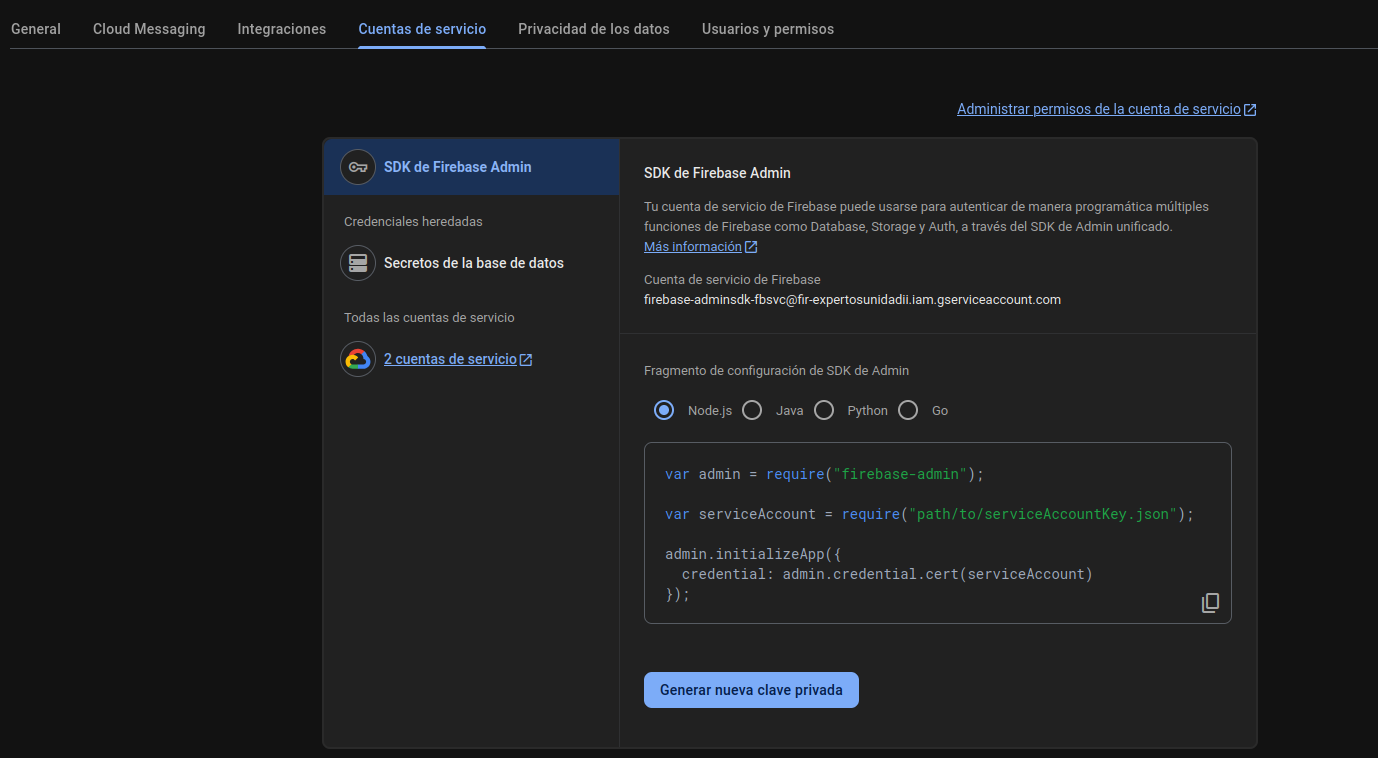 General Cloud Messaging Integraciones Cuentas de servicio Privacidad de los datos Usuarios y permisos
Administrar permisos de la cuenta de servicio
SDK de Firebase Admin
Credenciales heredadas
Secretos de la base de datos
Todas las cuentas de servicio
2 cuentas de servicio
SDK de Firebase Admin
Tu cuenta de servicio de Firebase puede usarse para autenticar de manera programática múltiples
funciones de Firebase como Database, Storage y Auth, a través del SDK de Admin unificado.
Más información
Cuenta de servicio de Firebase
firebase-adminsdk-fbsvc@fir-expertosunidadii.iam.gserviceaccount.com
Fragmento de configuración de SDK de Admin
Node.js Java Python Go
var admin = require("firebase-admin");
var serviceAccount = require("path/to/serviceAccountKey.json");
admin.initializeApp({
  credential: admin.credential.cert(serviceAccount)
});
Generar nueva clave privada